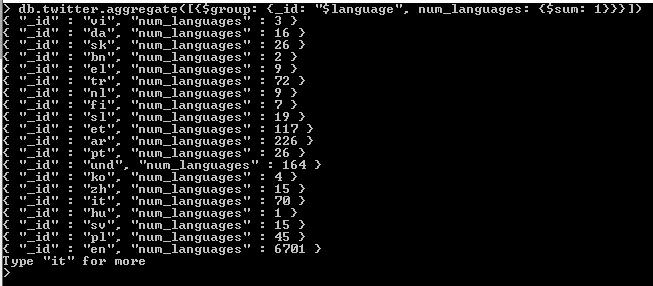 > db.twitter.aggregate([{$group: {_id: "$language", num_languages: {$sum: 1}}}])
{ "_id" : "vi", "num_languages" : 3 }
{ "_id" : "da", "num_languages" : 16 }
{ "_id" : "sk", "num_languages" : 26 }
{ "_id" : "bn", "num_languages" : 2 }
{ "_id" : "el", "num_languages" : 9 }
{ "_id" : "tr", "num_languages" : 72 }
{ "_id" : "nl", "num_languages" : 9 }
{ "_id" : "fi", "num_languages" : 7 }
{ "_id" : "sl", "num_languages" : 19 }
{ "_id" : "et", "num_languages" : 117 }
{ "_id" : "ar", "num_languages" : 226 }
{ "_id" : "pt", "num_languages" : 26 }
{ "_id" : "und", "num_languages" : 164 }
{ "_id" : "ko", "num_languages" : 4 }
{ "_id" : "zh", "num_languages" : 15 }
{ "_id" : "it", "num_languages" : 70 }
{ "_id" : "hu", "num_languages" : 1 }
{ "_id" : "sv", "num_languages" : 15 }
{ "_id" : "pl", "num_languages" : 45 }
{ "_id" : "en", "num_languages" : 6701 }
Type "it" for more
>